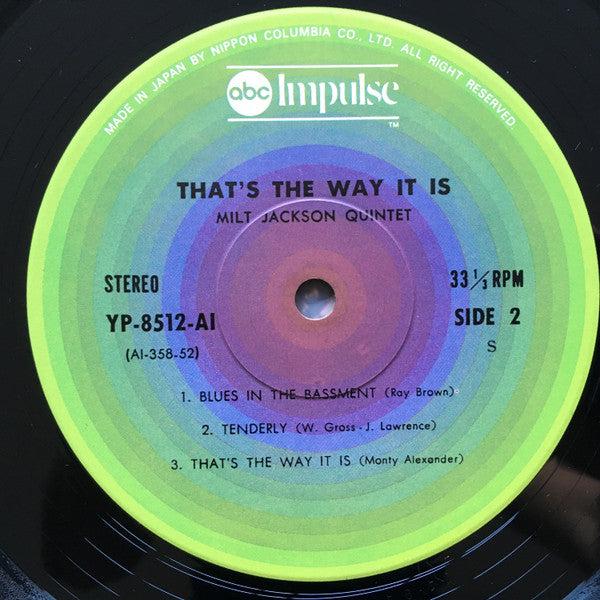 MADE IN JAPAN BY NIPPON COLUMBIA CO., LTD. ALL RIGHT RESERVED.
abc Impulse
TM
THAT'S THE WAY IT IS
MILT JACKSON QUINTET
STEREO
33 1/3 RPM
YP-8512-AI
SIDE 2
(AI-358-52)
S
1. BLUES IN THE BASSMENT (Ray Brown)
2. TENDERLY (W. Gross - J. Lawrence)
3. THAT'S THE WAY IT IS (Monty Alexander)